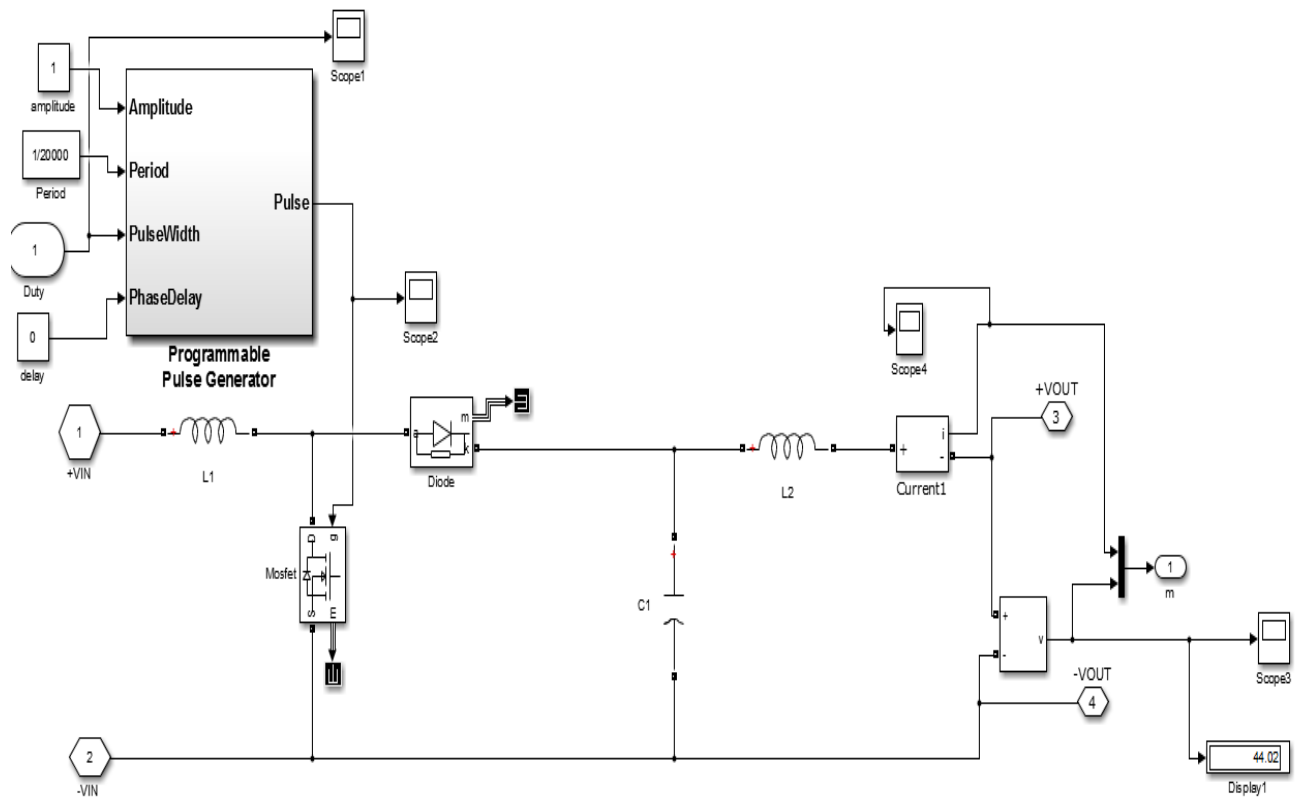 Scope1
1
amplitude
Amplitude
1/20000
Period
Period
Pulse
PulseWidth
1
Duty
PhaseDelay
0
delay
Scope2
Programmable
Pulse Generator
Scope4
+VOUT
3
1
+VIN
L1
a
m
k
Diode
L2
+
i
-
Current1
Mosfet
D
g
S
m
C1
1
m
+
-
v
Scope3
-VOUT
4
2
-VIN
44.02
Display1